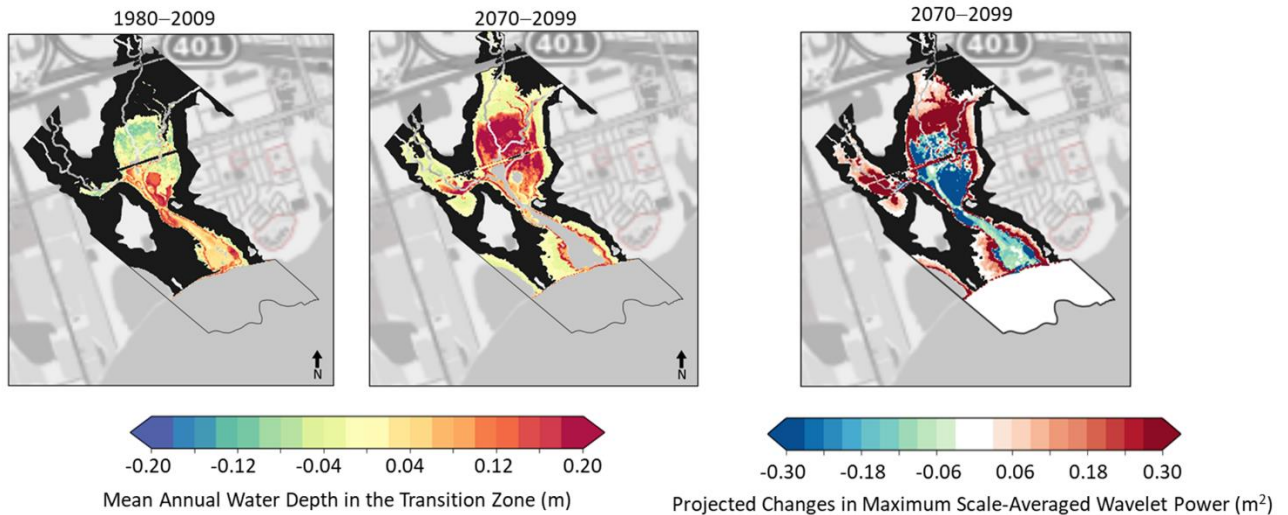 1980–2009
2070–2099
2070–2099
401
401
401
N
N
-0.20 -0.12 -0.04 0.04 0.12 0.20
-0.30 -0.18 -0.06 0.06 0.18 0.30
Mean Annual Water Depth in the Transition Zone (m)
Projected Changes in Maximum Scale-Averaged Wavelet Power (m²)